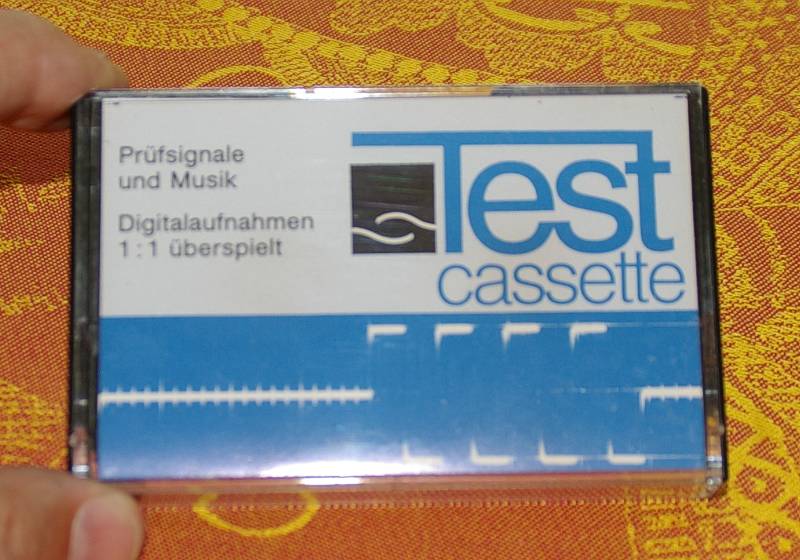 Prüfsignale
und Musik
Digitalaufnahmen
1:1 überspielt
Test
cassette